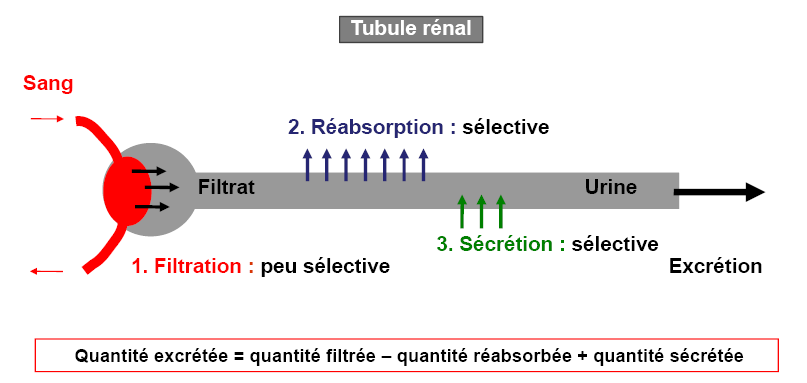 Tubule rénal
Sang
2. Réabsorption : sélective
Filtrat
Urine
3. Sécrétion : sélective
1. Filtration : peu sélective
Excrétion
Quantité excrétée = quantité filtrée – quantité réabsorbée + quantité sécrétée